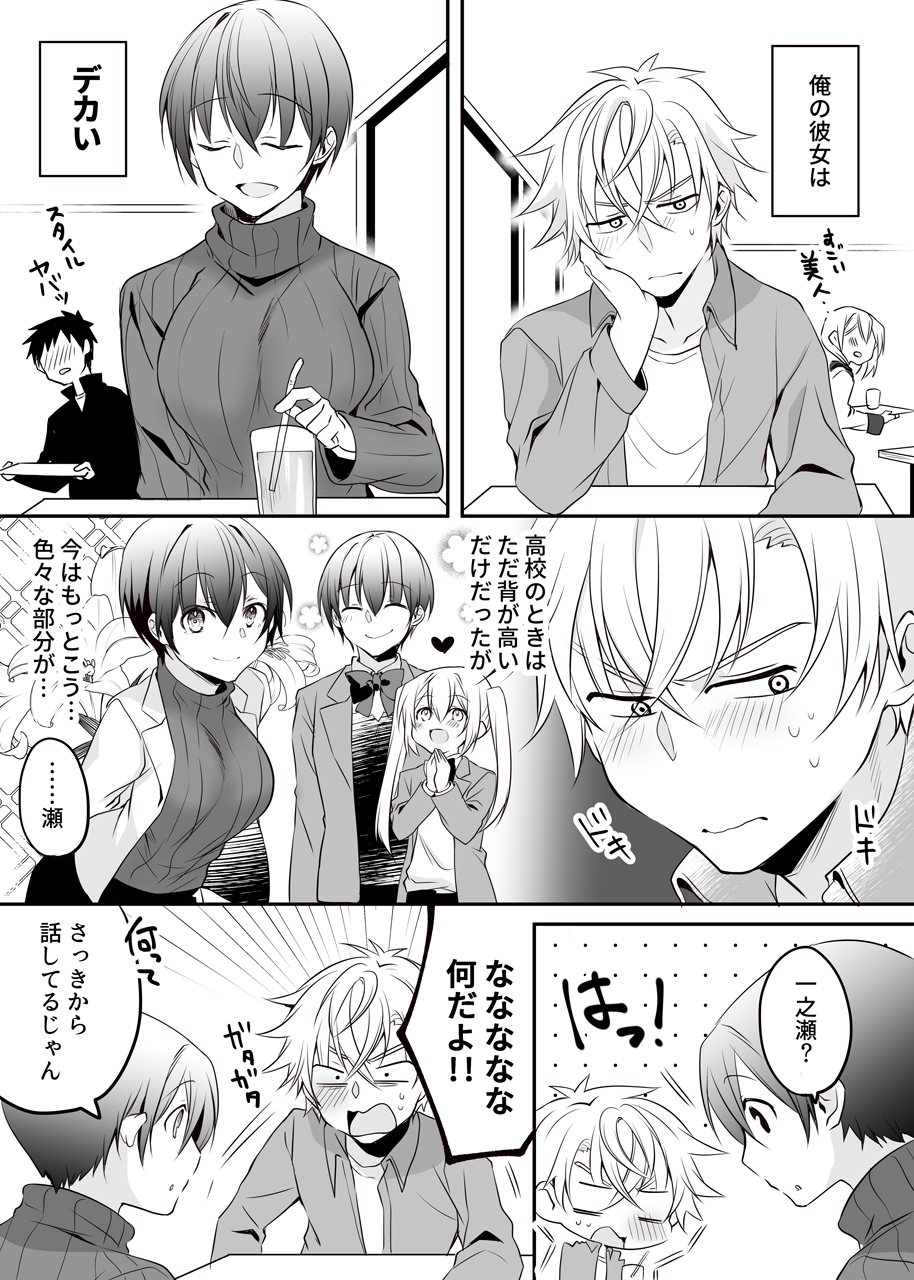 俺の彼女は
すごい
美人…
デカい
スタイル
ヤバッ
高校のときは
ただ背が高い
だけだったが
今はもっとこう…
色々な部分が…
ドキ
ドキ
……瀬
一之瀬?
はっ!
なななな
何だよ!!
ガタガタ
何って
さっきから
話してるじゃん